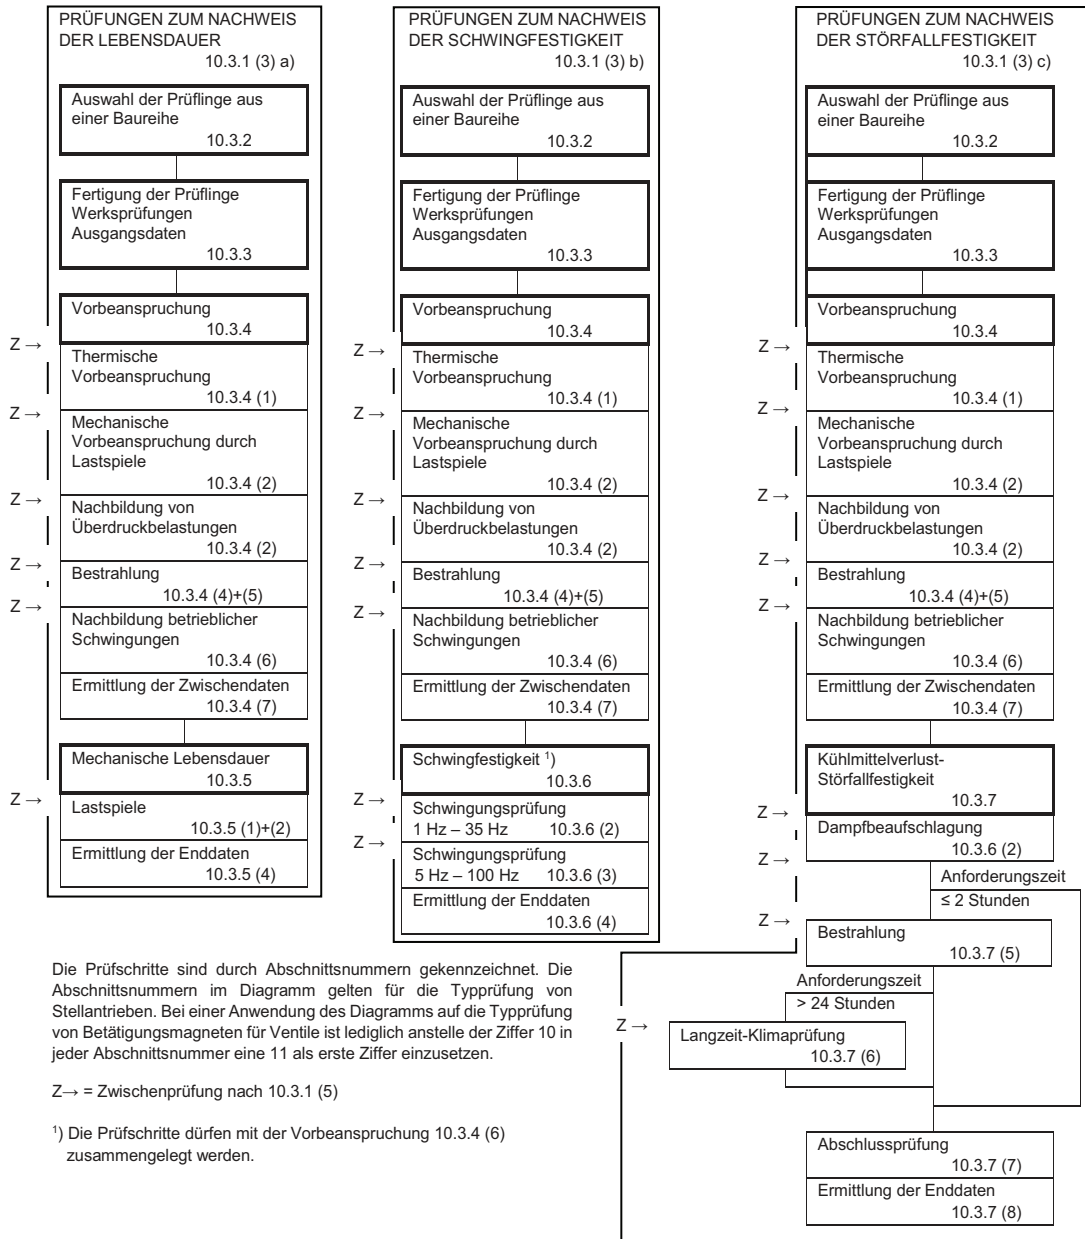 PRÜFUNGEN ZUM NACHWEIS
DER LEBENSDAUER
10.3.1 (3) a)
Auswahl der Prüflinge aus
einer Baureihe
10.3.2
Fertigung der Prüflinge
Werksprüfungen
Ausgangsdaten
10.3.3
Vorbeanspruchung
10.3.4
Z →
Thermische
Vorbeanspruchung
10.3.4 (1)
Z →
Mechanische
Vorbeanspruchung durch
Lastspiele
10.3.4 (2)
Z →
Nachbildung von
Überdruckbelastungen
10.3.4 (2)
Z →
Bestrahlung
10.3.4 (4)+(5)
Z →
Nachbildung betrieblicher
Schwingungen
10.3.4 (6)
Ermittlung der Zwischendaten
10.3.4 (7)
Mechanische Lebensdauer
10.3.5
Z →
Lastspiele
10.3.5 (1)+(2)
Ermittlung der Enddaten
10.3.5 (4)
PRÜFUNGEN ZUM NACHWEIS
DER SCHWINGFESTIGKEIT
10.3.1 (3) b)
Auswahl der Prüflinge aus
einer Baureihe
10.3.2
Fertigung der Prüflinge
Werksprüfungen
Ausgangsdaten
10.3.3
Vorbeanspruchung
10.3.4
Z →
Thermische
Vorbeanspruchung
10.3.4 (1)
Z →
Mechanische
Vorbeanspruchung durch
Lastspiele
10.3.4 (2)
Z →
Nachbildung von
Überdruckbelastungen
10.3.4 (2)
Z →
Bestrahlung
10.3.4 (4)+(5)
Z →
Nachbildung betrieblicher
Schwingungen
10.3.4 (6)
Ermittlung der Zwischendaten
10.3.4 (7)
Schwingfestigkeit ¹)
10.3.6
Z →
Schwingungsprüfung
1 Hz – 35 Hz 10.3.6 (2)
Z →
Schwingungsprüfung
5 Hz – 100 Hz 10.3.6 (3)
Ermittlung der Enddaten
10.3.6 (4)
PRÜFUNGEN ZUM NACHWEIS
DER STÖRFALLFESTIGKEIT
10.3.1 (3) c)
Auswahl der Prüflinge aus
einer Baureihe
10.3.2
Fertigung der Prüflinge
Werksprüfungen
Ausgangsdaten
10.3.3
Vorbeanspruchung
10.3.4
Z →
Thermische
Vorbeanspruchung
10.3.4 (1)
Z →
Mechanische
Vorbeanspruchung durch
Lastspiele
10.3.4 (2)
Z →
Nachbildung von
Überdruckbelastungen
10.3.4 (2)
Z →
Bestrahlung
10.3.4 (4)+(5)
Z →
Nachbildung betrieblicher
Schwingungen
10.3.4 (6)
Ermittlung der Zwischendaten
10.3.4 (7)
Kühlmittelverlust-
Störfallfestigkeit
10.3.7
Z →
Dampfbeaufschlagung
10.3.6 (2)
Z →
Anforderungszeit
≤ 2 Stunden
Z →
Bestrahlung
10.3.7 (5)
Anforderungszeit
> 24 Stunden
Z →
Langzeit-Klimaprüfung
10.3.7 (6)
Abschlussprüfung
10.3.7 (7)
Ermittlung der Enddaten
10.3.7 (8)
Die Prüfschritte sind durch Abschnittsnummern gekennzeichnet. Die
Abschnittsnummern im Diagramm gelten für die Typprüfung von
Stellantrieben. Bei einer Anwendung des Diagramms auf die Typprüfung
von Betätigungsmagneten für Ventile ist lediglich anstelle der Ziffer 10 in
jeder Abschnittsnummer eine 11 als erste Ziffer einzusetzen.
Z→ = Zwischenprüfung nach 10.3.1 (5)
¹) Die Prüfschritte dürfen mit der Vorbeanspruchung 10.3.4 (6)
zusammengelegt werden.